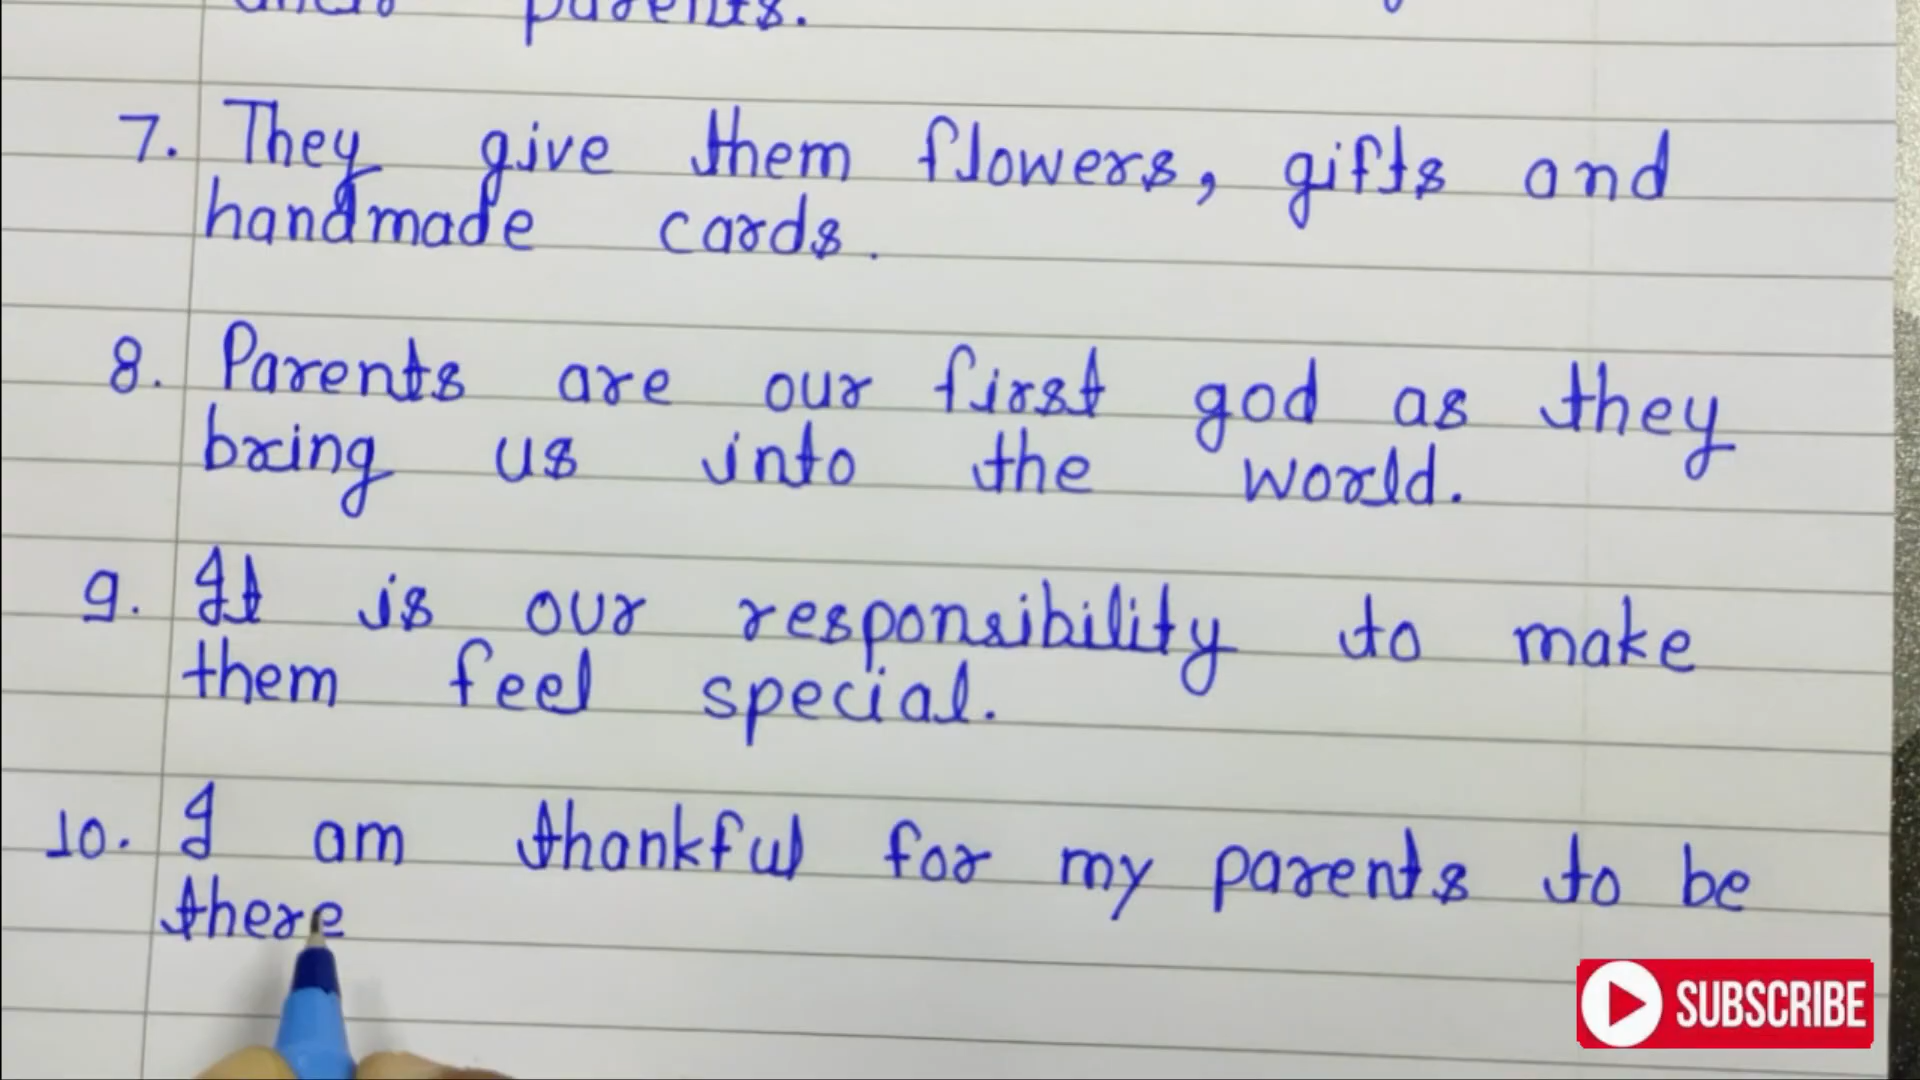 parents.
7. They give them flowers, gifts and
handmade cards.
8. Parents are our first god as they
bring us into the world.
9. It is our responsibility to make
them feel special.
10. I am thankful for my parents to be
there
SUBSCRIBE